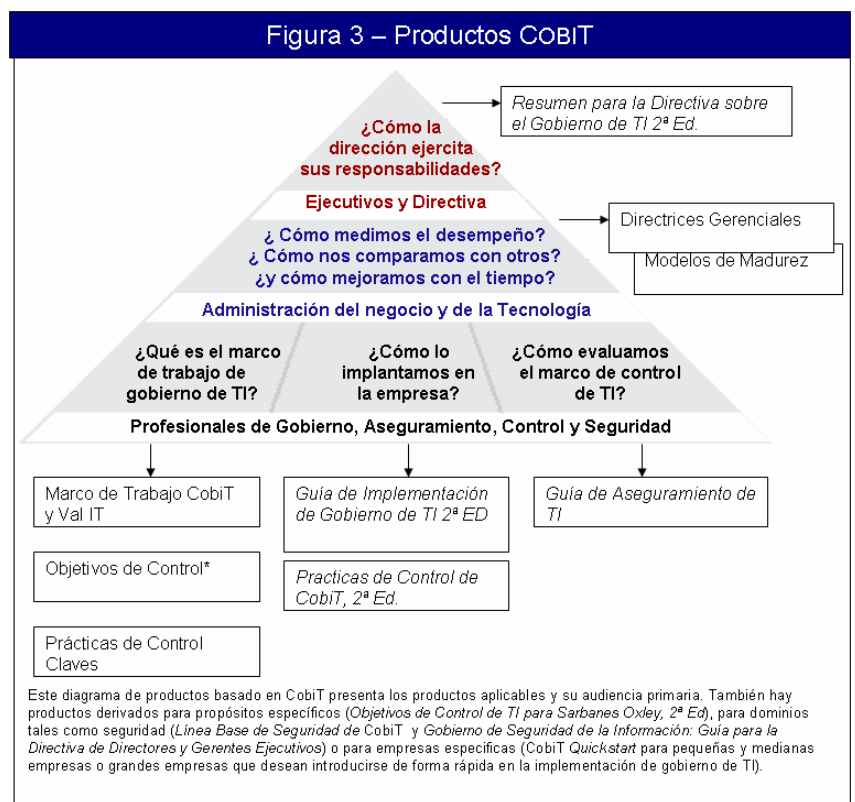 Figura 3 – Productos COBIT
Resumen para la Directiva sobre
el Gobierno de TI 2ª Ed.
¿Cómo la
dirección ejercita
sus responsabilidades?
Ejecutivos y Directiva
Directrices Gerenciales
Modelos de Madurez
¿ Cómo medimos el desempeño?
¿ Cómo nos comparamos con otros?
¿y cómo mejoramos con el tiempo?
Administración del negocio y de la Tecnología
¿Qué es el marco
de trabajo de
gobierno de TI?
¿Cómo lo
implantamos en
la empresa?
¿Cómo evaluamos
el marco de control
de TI?
Profesionales de Gobierno, Aseguramiento, Control y Seguridad
Marco de Trabajo CobiT
y Val IT
Objetivos de Control*
Prácticas de Control
Claves
Guía de Implementación
de Gobierno de TI 2ª ED
Practicas de Control de
CobiT, 2ª Ed.
Guía de Aseguramiento de
TI
Este diagrama de productos basado en CobiT presenta los productos aplicables y su audiencia primaria. También hay
productos derivados para propósitos específicos (Objetivos de Control de TI para Sarbanes Oxley, 2ª Ed), para dominios
tales como seguridad (Línea Base de Seguridad de CobiT y Gobierno de Seguridad de la Información: Guía para la
Directiva de Directores y Gerentes Ejecutivos) o para empresas especificas (CobiT Quickstart para pequeñas y medianas
empresas o grandes empresas que desean introducirse de forma rápida en la implementación de gobierno de TI).